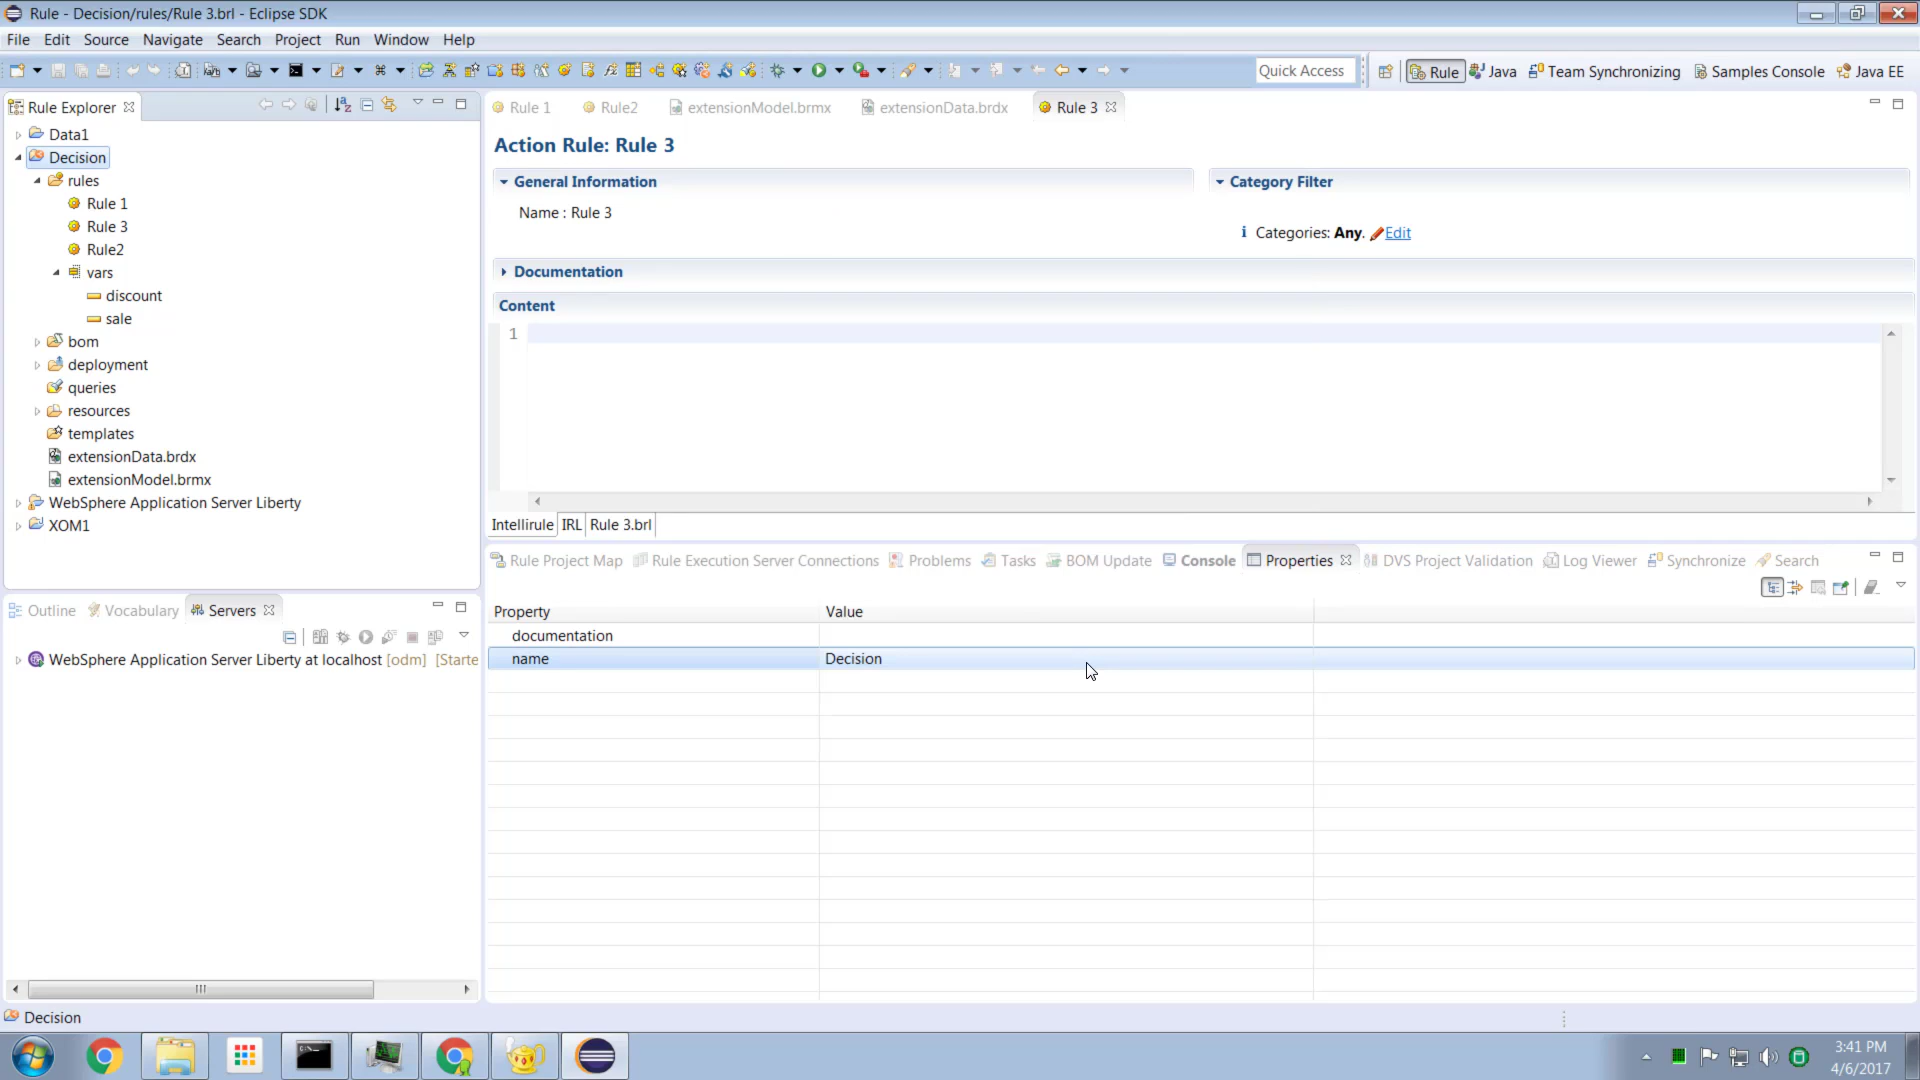 Rule - Decision/rules/Rule 3.brl - Eclipse SDK
File Edit Source Navigate Search Project Run Window Help
Quick Access Rule Java Team Synchronizing Samples Console Java EE
Rule Explorer
Data1
Decision
rules
Rule 1
Rule 3
Rule2
vars
discount
sale
bom
deployment
queries
resources
templates
extensionData.brdx
extensionModel.brmx
WebSphere Application Server Liberty
XOM1
Outline Vocabulary Servers
WebSphere Application Server Liberty at localhost [odm] [Starte
Rule 1 Rule2 extensionModel.brmx extensionData.brdx Rule 3
Action Rule: Rule 3
General Information
Name : Rule 3
Category Filter
i Categories: Any. Edit
Documentation
Content
1
Intellirule IRL Rule 3.brl
Rule Project Map Rule Execution Server Connections Problems Tasks BOM Update Console Properties DVS Project Validation Log Viewer Synchronize Search
Property Value
documentation
name Decision
Decision
3:41 PM
4/6/2017